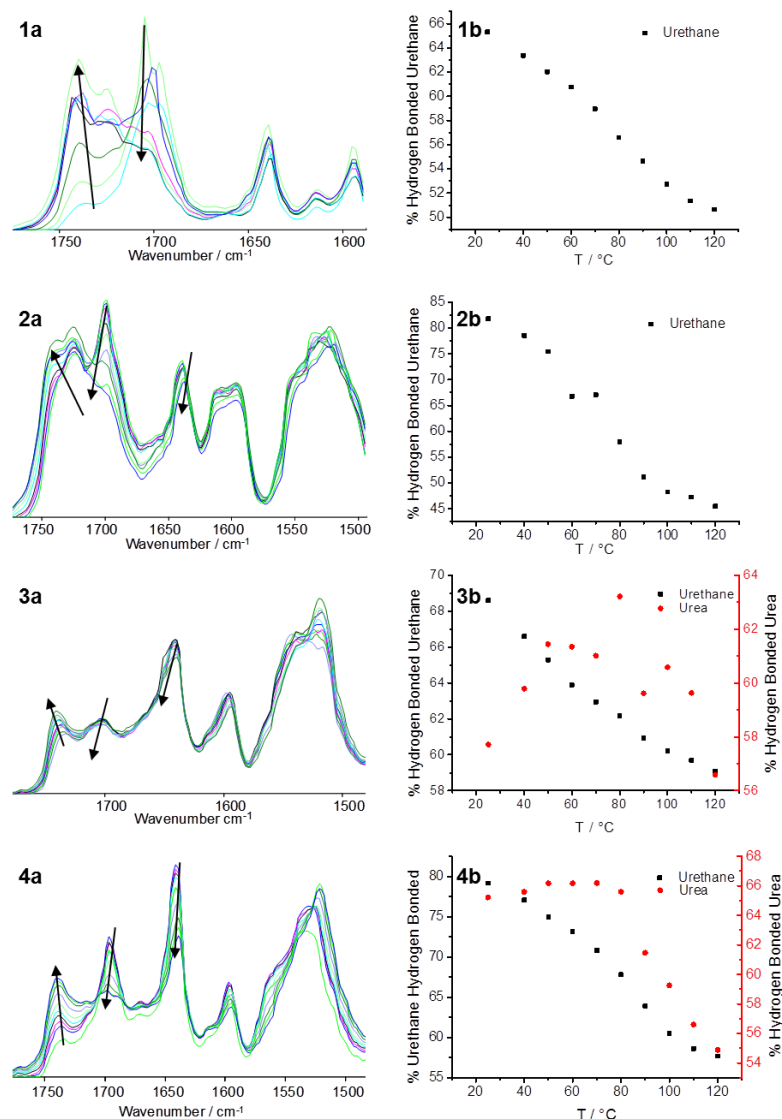 1a
1750 1700 1650 1600
Wavenumber / cm-1
1b
Urethane
% Hydrogen Bonded Urethane
66
64
62
60
58
56
54
52
50
20 40 60 80 100 120
T / °C
2a
1750 1700 1650 1600 1550 1500
Wavenumber / cm-1
2b
Urethane
% Hydrogen Bonded Urethane
85
80
75
70
65
60
55
50
45
20 40 60 80 100 120
T / °C
3a
1700 1600 1500
Wavenumber cm-1
3b
Urethane
Urea
% Hydrogen Bonded Urethane
70
68
66
64
62
60
58
20 40 60 80 100 120
T / °C
64
63
62
61
60
59
58
57
56
% Hydrogen Bonded Urea
4a
1750 1700 1650 1600 1550 1500
Wavenumber / cm-1
4b
Urethane
Urea
% Urethane Hydrogen Bonded
80
75
70
65
60
55
20 40 60 80 100 120
T / °C
68
66
64
62
60
58
56
54
% Hydrogen Bonded Urea